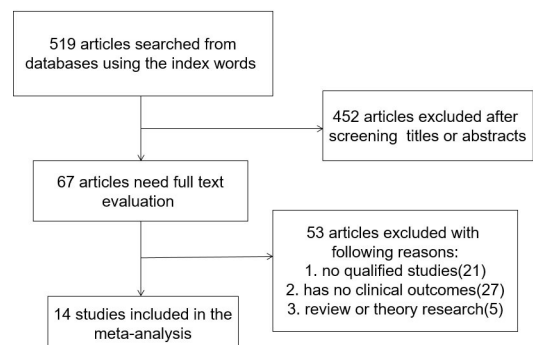 519 articles searched from
databases using the index words
452 articles excluded after
screening titles or abstracts
67 articles need full text
evaluation
53 articles excluded with
following reasons:
1. no qualified studies(21)
2. has no clinical outcomes(27)
3. review or theory research(5)
14 studies included in the
meta-analysis